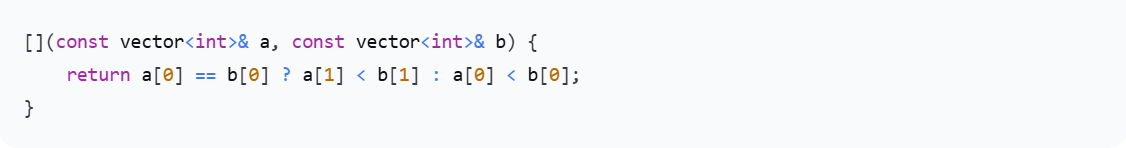 [](const vector<int>& a, const vector<int>& b) {
    return a[0] == b[0] ? a[1] < b[1] : a[0] < b[0];
}